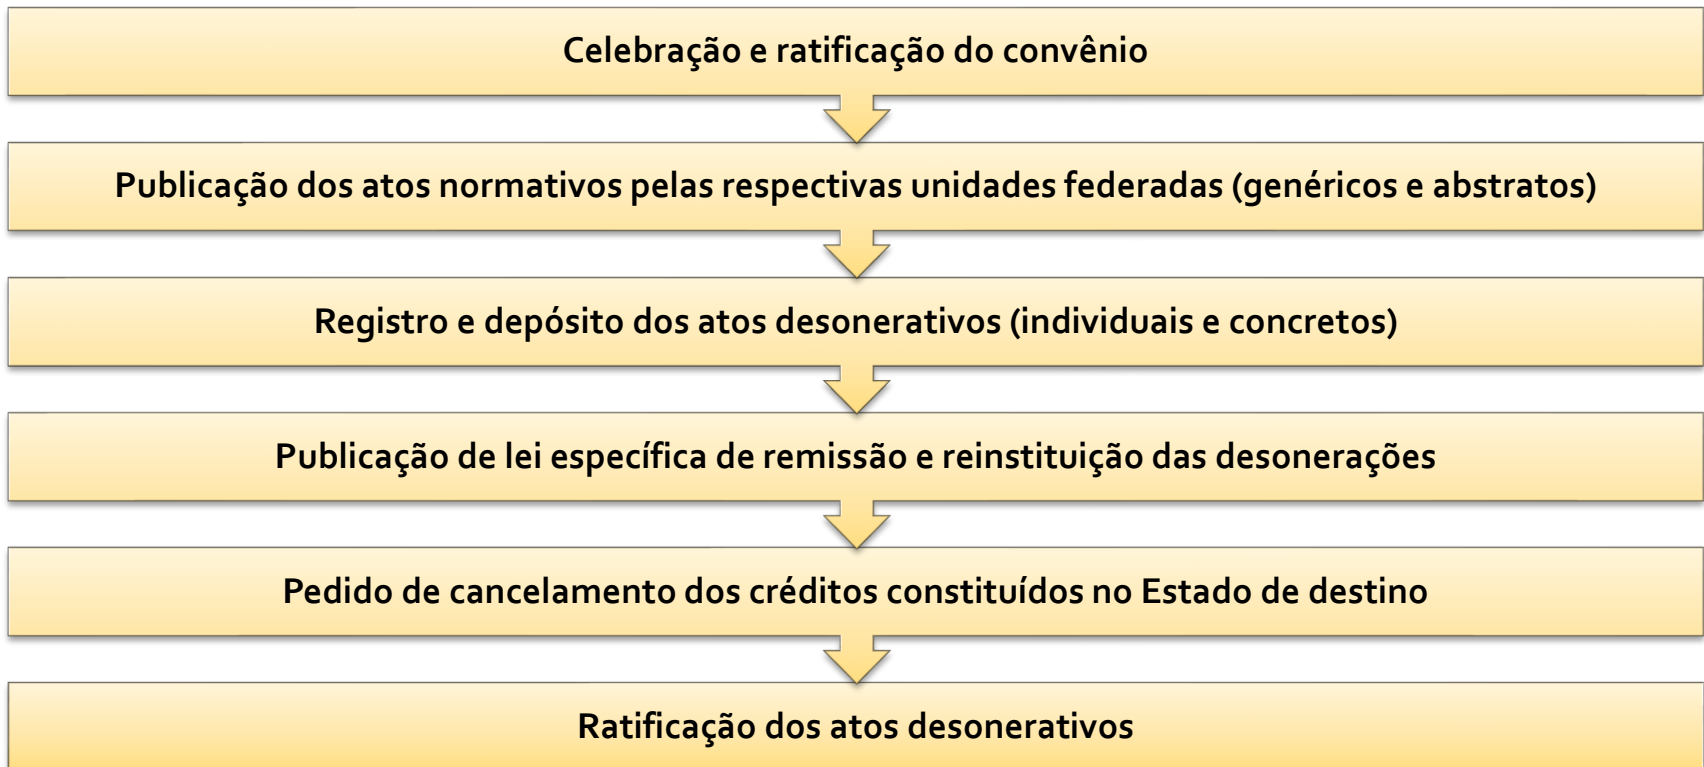 Celebração e ratificação do convênio
Publicação dos atos normativos pelas respectivas unidades federadas (genéricos e abstratos)
Registro e depósito dos atos desonerativos (individuais e concretos)
Publicação de lei específica de remissão e reinstituição das desonerações
Pedido de cancelamento dos créditos constituídos no Estado de destino
Ratificação dos atos desonerativos